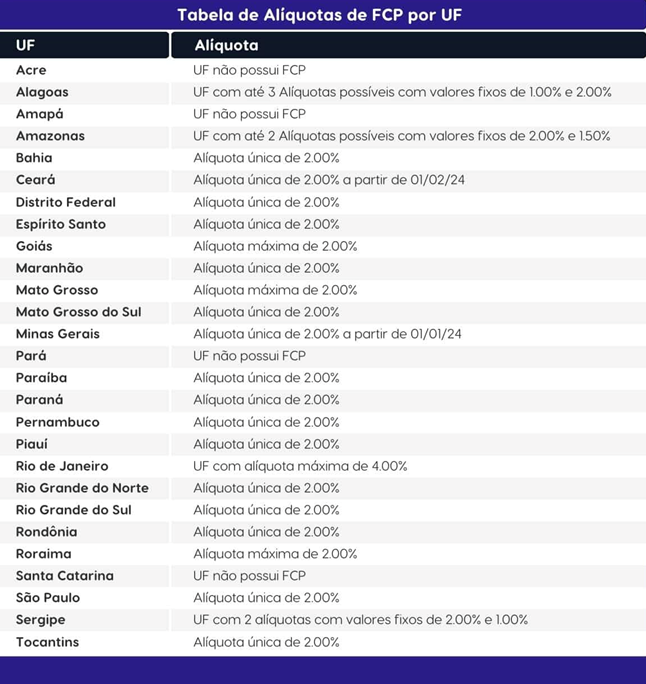 Tabela de Alíquotas de FCP por UF
UF Alíquota
Acre UF não possui FCP
Alagoas UF com até 3 Alíquotas possíveis com valores fixos de 1.00% e 2.00%
Amapá UF não possui FCP
Amazonas UF com até 2 Alíquotas possíveis com valores fixos de 2.00% e 1.50%
Bahia Alíquota única de 2.00%
Ceará Alíquota única de 2.00% a partir de 01/02/24
Distrito Federal Alíquota única de 2.00%
Espírito Santo Alíquota única de 2.00%
Goiás Alíquota máxima de 2.00%
Maranhão Alíquota única de 2.00%
Mato Grosso Alíquota máxima de 2.00%
Mato Grosso do Sul Alíquota única de 2.00%
Minas Gerais Alíquota única de 2.00% a partir de 01/01/24
Pará UF não possui FCP
Paraíba Alíquota única de 2.00%
Paraná Alíquota única de 2.00%
Pernambuco Alíquota única de 2.00%
Piauí Alíquota única de 2.00%
Rio de Janeiro UF com alíquota máxima de 4.00%
Rio Grande do Norte Alíquota única de 2.00%
Rio Grande do Sul Alíquota única de 2.00%
Rondônia Alíquota única de 2.00%
Roraima Alíquota máxima de 2.00%
Santa Catarina UF não possui FCP
São Paulo Alíquota única de 2.00%
Sergipe UF com 2 alíquotas com valores fixos de 2.00% e 1.00%
Tocantins Alíquota única de 2.00%